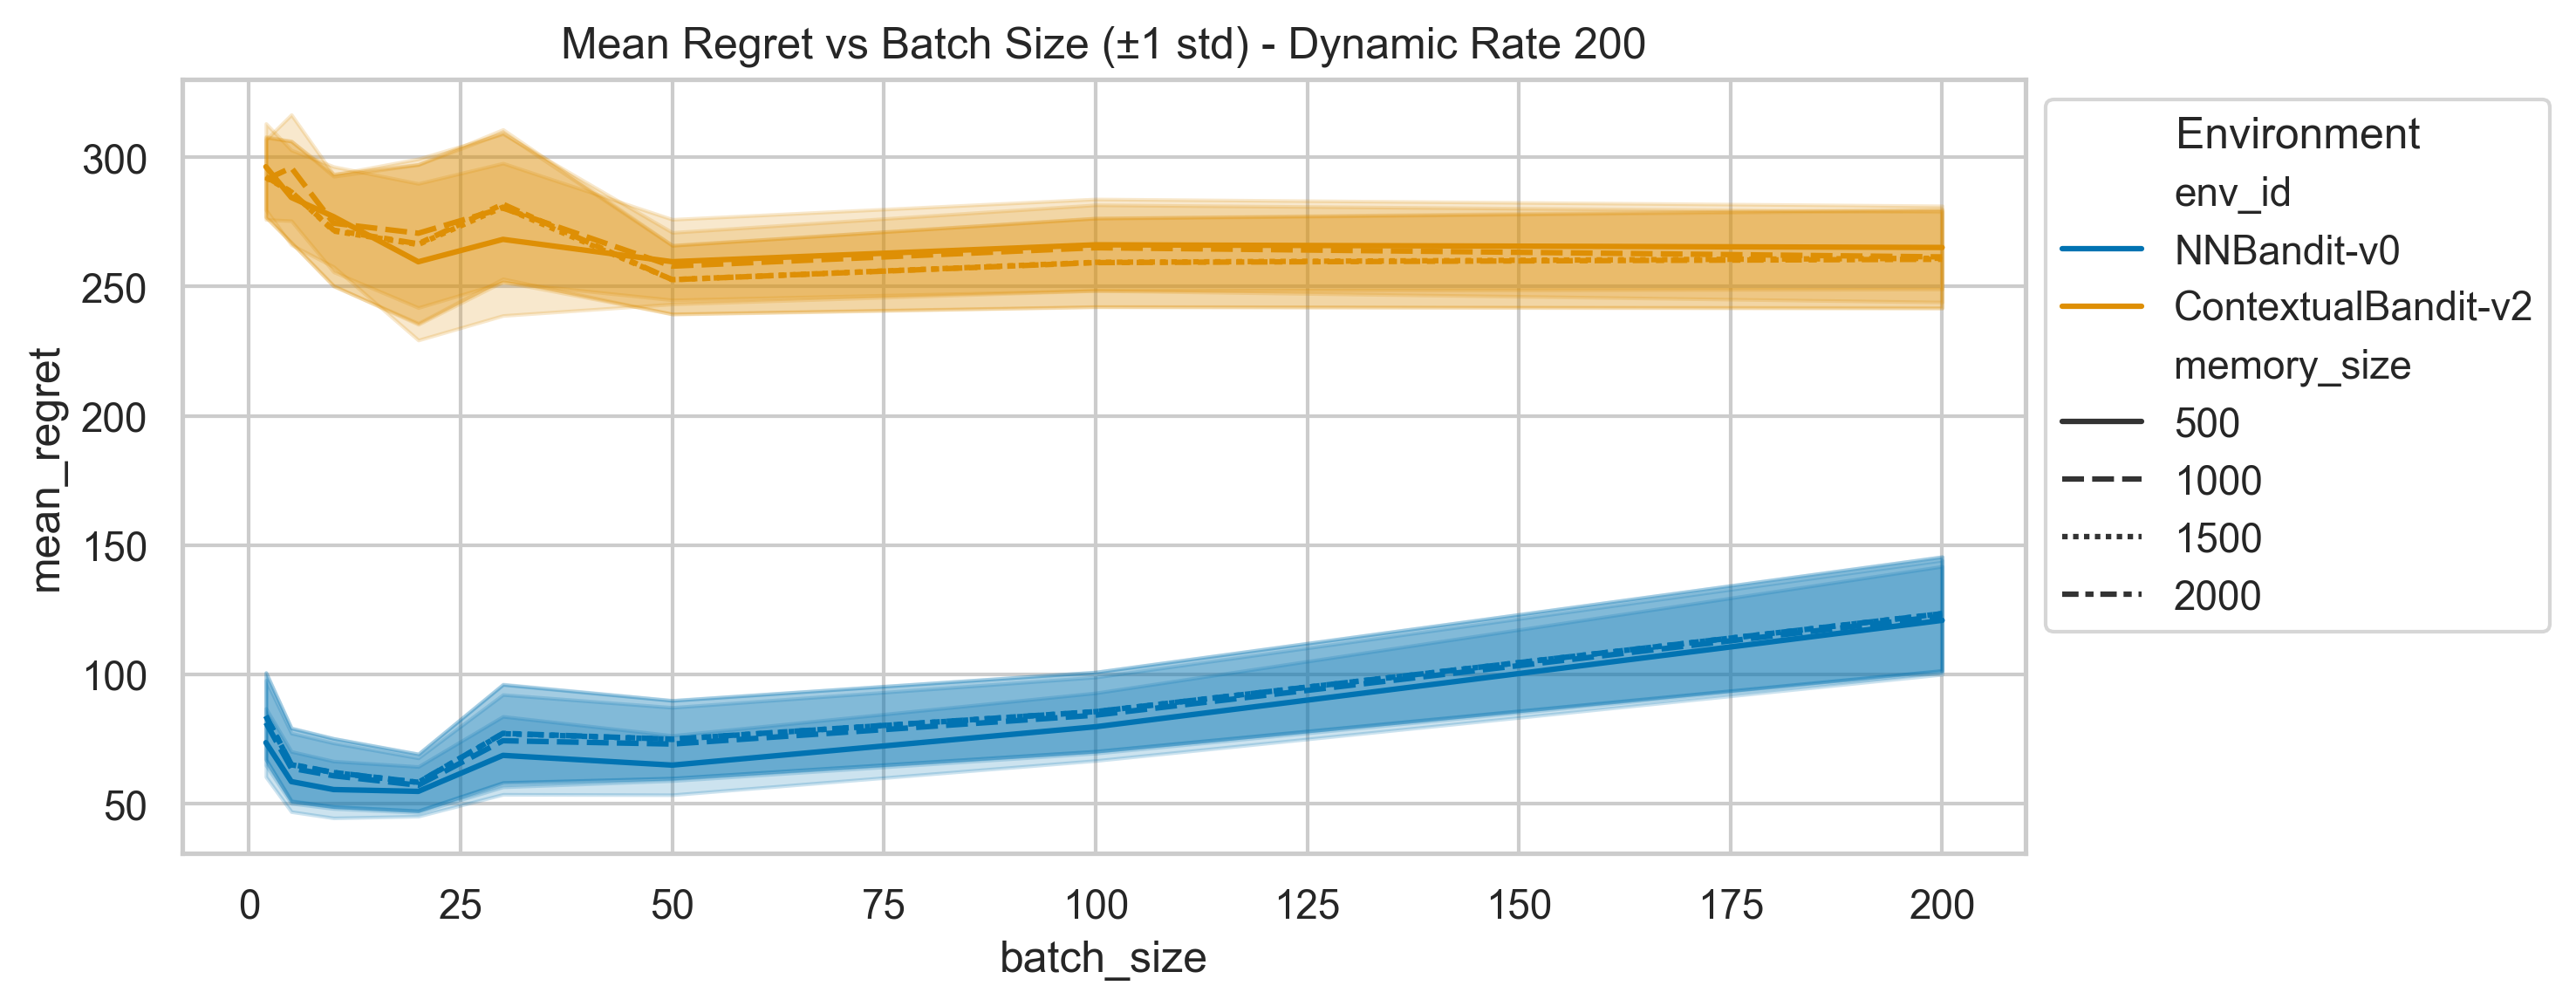 Mean Regret vs Batch Size (±1 std) - Dynamic Rate 200
mean_regret
300
250
200
150
100
50
0
25
50
75
100
125
150
175
200
batch_size
Environment
env_id
NNBandit-v0
ContextualBandit-v2
memory_size
500
1000
1500
2000